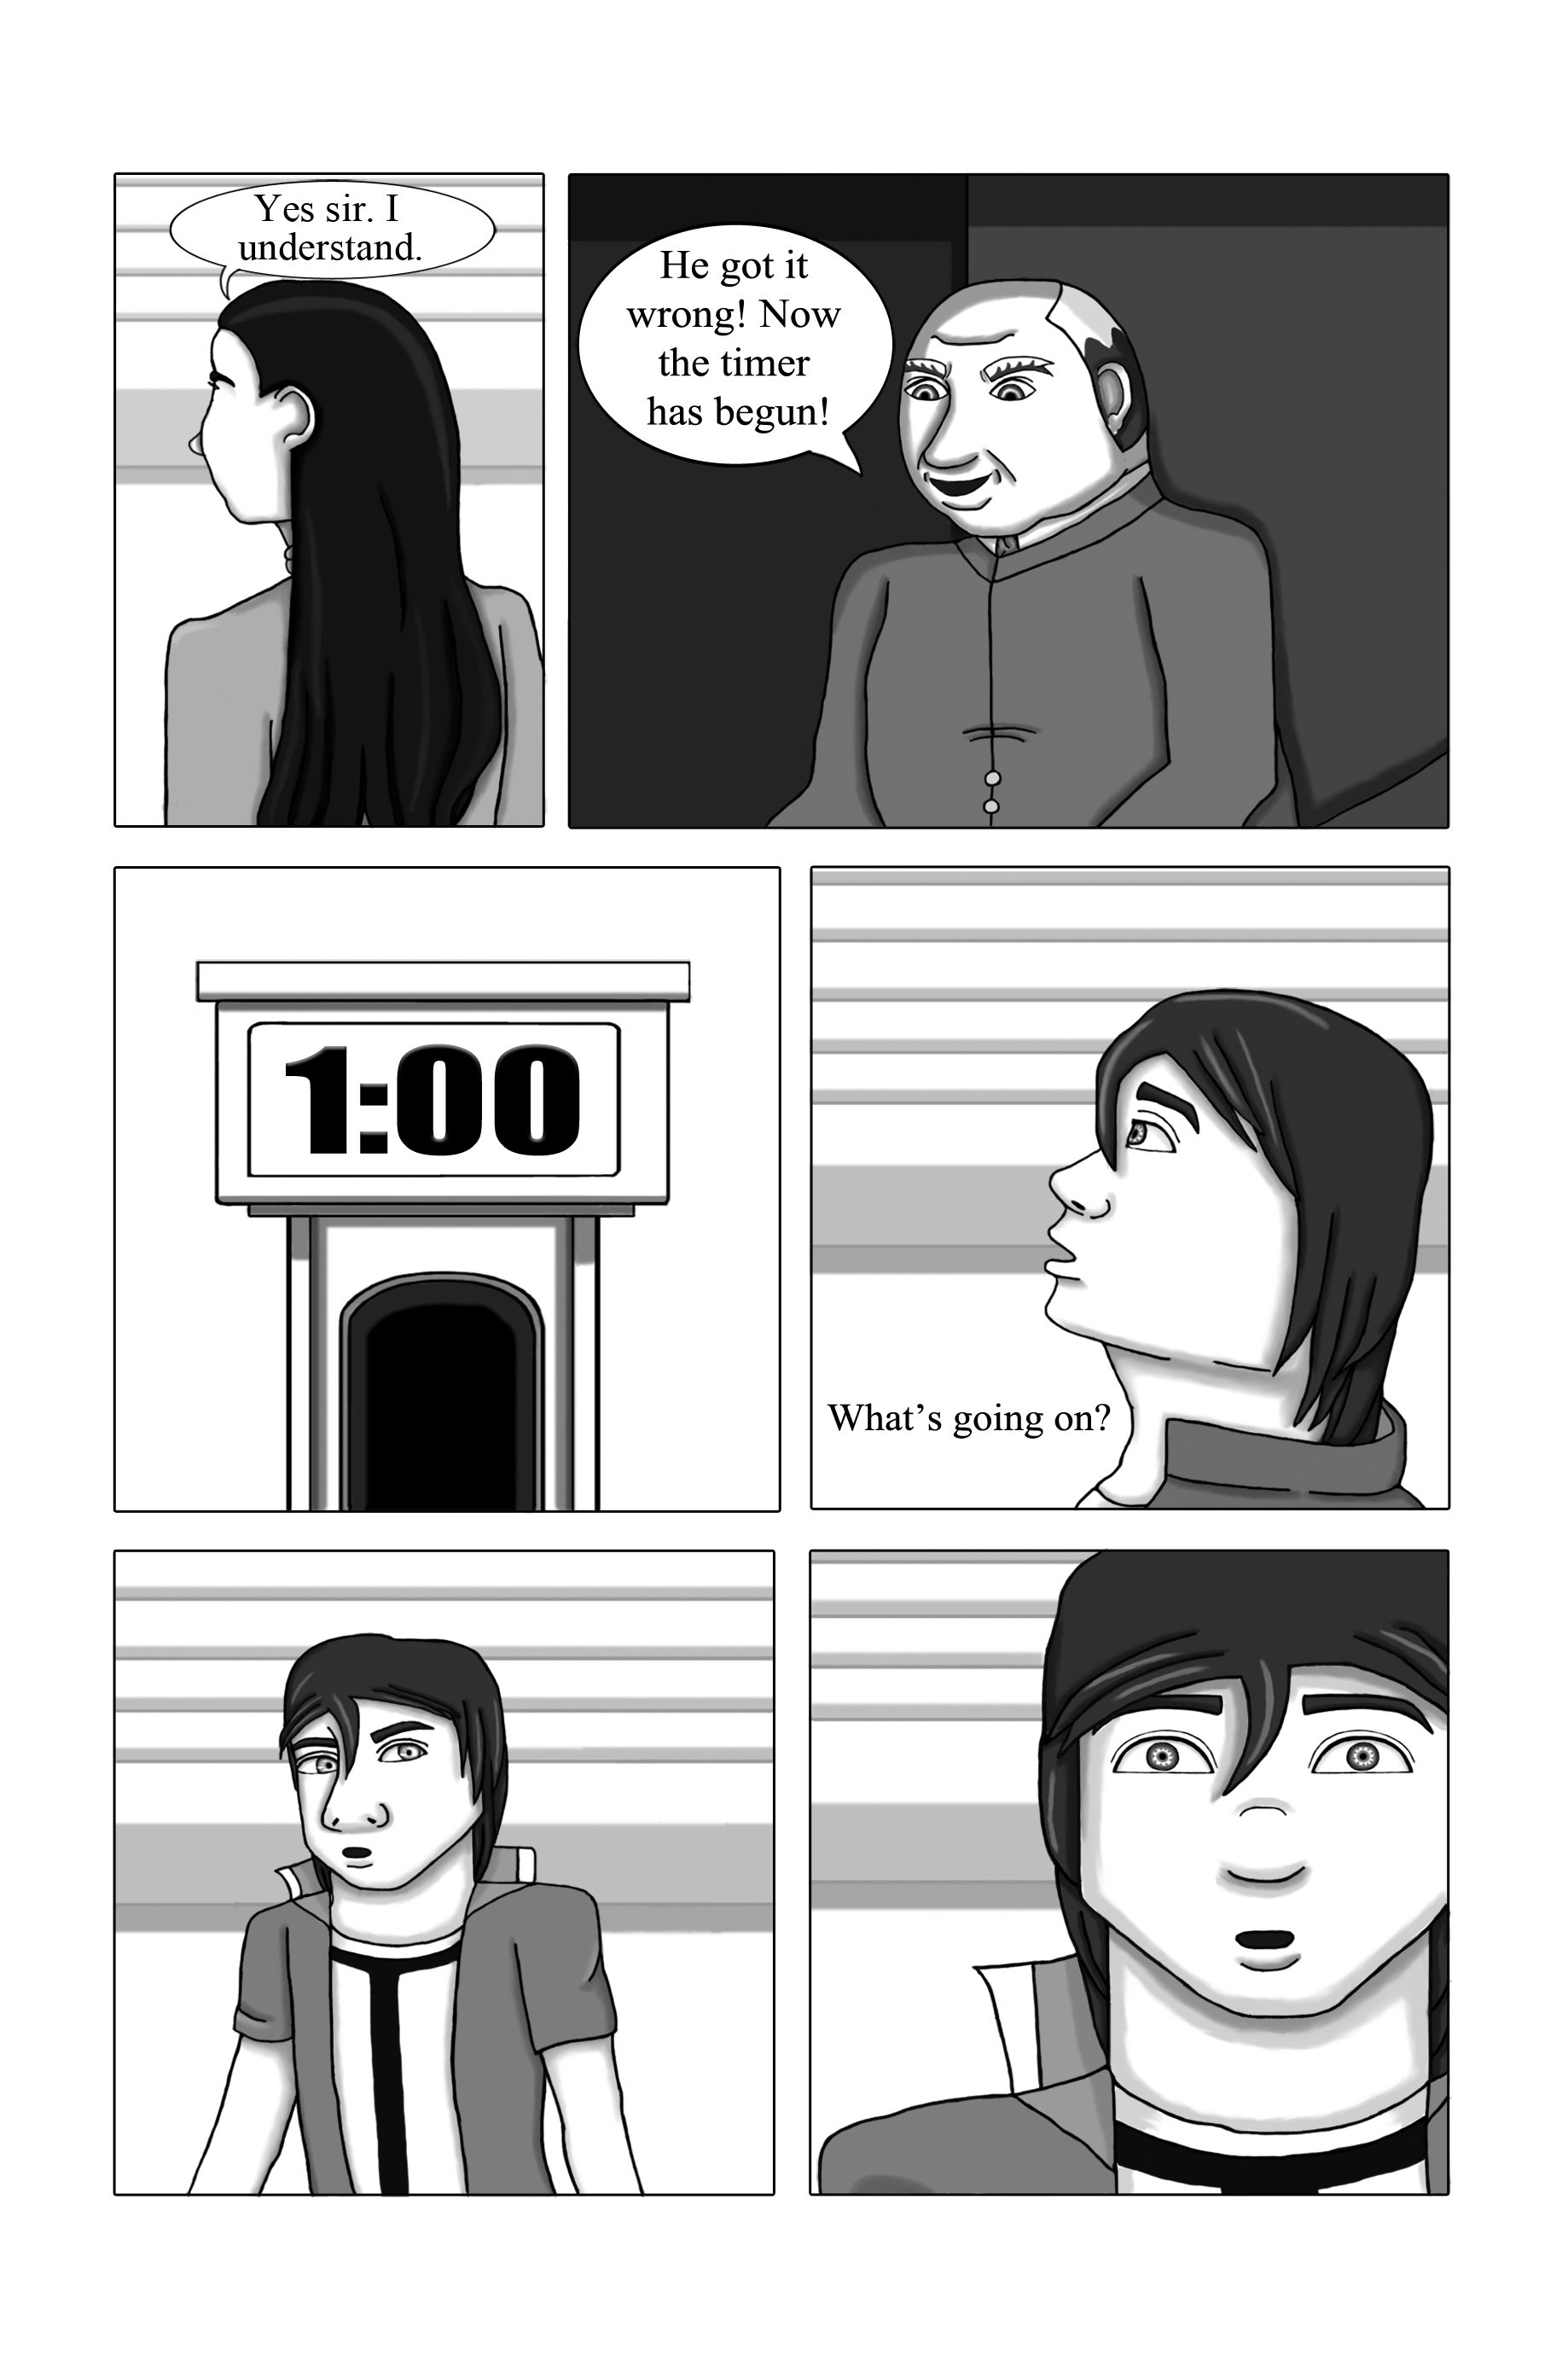 Yes sir. I
understand.
He got it
wrong! Now
the timer
has begun!
1:00
What’s going on?